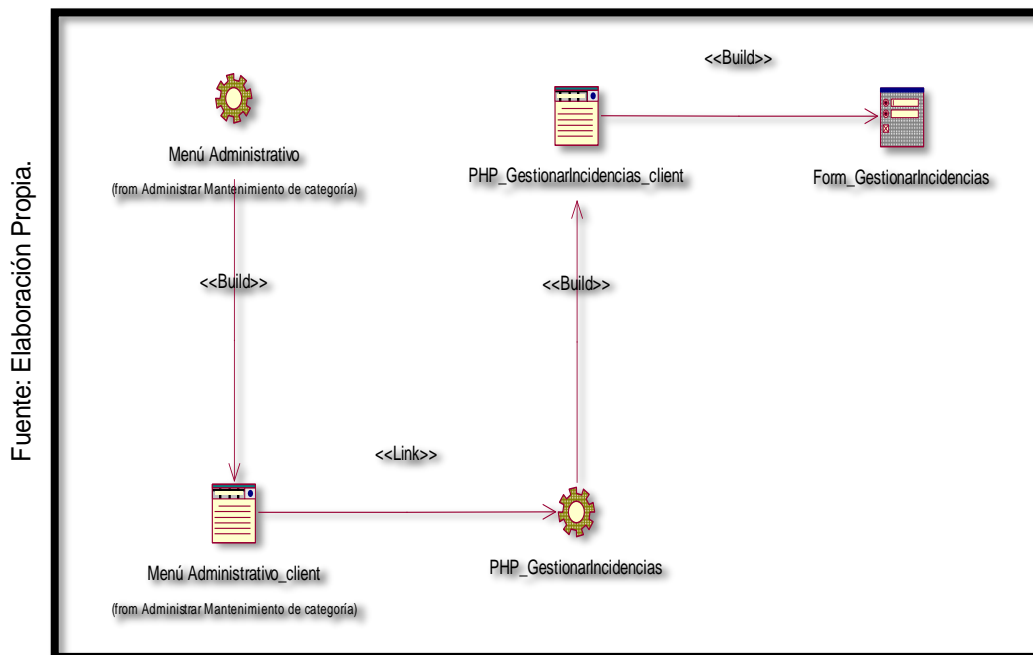 Fuente: Elaboración Propia.
<<Build>>
Menú Administrativo
(from Administrar Mantenimiento de categoría)
PHP_GestionarIncidencias_client
Form_GestionarIncidencias
<<Build>>
<<Build>>
<<Link>>
Menú Administrativo_client
(from Administrar Mantenimiento de categoría)
PHP_GestionarIncidencias